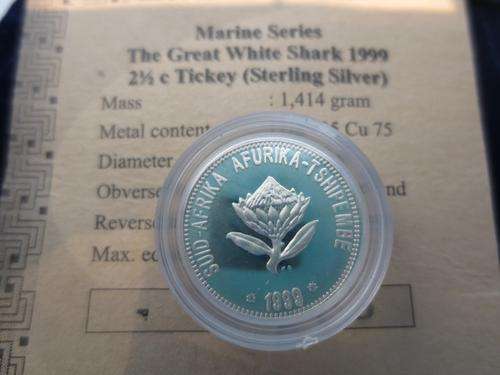 Marine Series
The Great White Shark 1999
2½ c Tickey (Sterling Silver)
Mass : 1,414 gram
Metal content Cu 75
Diameter
Obverse
Reverse
Max.
SUID-AFRIKA AFURIKA-TSHIPEMBE
1999